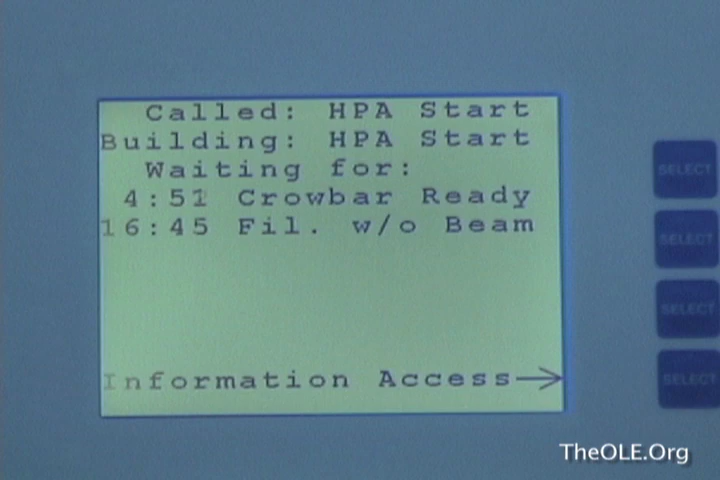 Called: HPA Start
Building: HPA Start
Waiting for:
4:51 Crowbar Ready
16:45 Fil. w/o Beam
Information Access→
SELECT
SELECT
SELECT
SELECT
TheOLE.Org